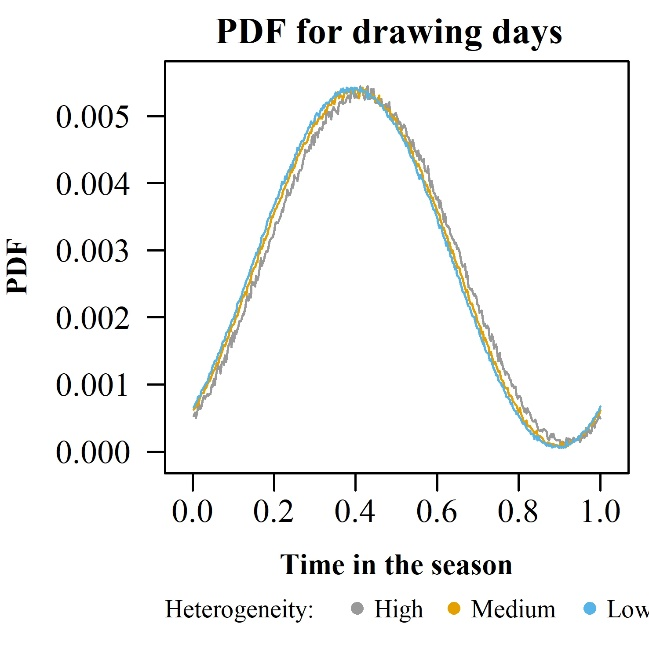 PDF for drawing days
PDF
0.005
0.004
0.003
0.002
0.001
0.000
0.0 0.2 0.4 0.6 0.8 1.0
Time in the season
Heterogeneity: High Medium Low